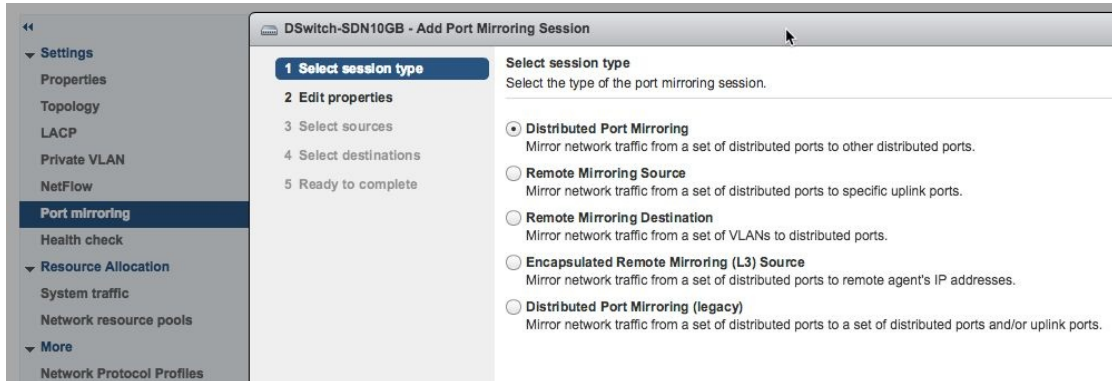 Settings
Properties
Topology
LACP
Private VLAN
NetFlow
Port mirroring
Health check
Resource Allocation
System traffic
Network resource pools
More
Network Protocol Profiles
DSwitch-SDN10GB - Add Port Mirroring Session
1 Select session type
2 Edit properties
3 Select sources
4 Select destinations
5 Ready to complete
Select session type
Select the type of the port mirroring session.
Distributed Port Mirroring
Mirror network traffic from a set of distributed ports to other distributed ports.
Remote Mirroring Source
Mirror network traffic from a set of distributed ports to specific uplink ports.
Remote Mirroring Destination
Mirror network traffic from a set of VLANs to distributed ports.
Encapsulated Remote Mirroring (L3) Source
Mirror network traffic from a set of distributed ports to remote agent's IP addresses.
Distributed Port Mirroring (legacy)
Mirror network traffic from a set of distributed ports to a set of distributed ports and/or uplink ports.